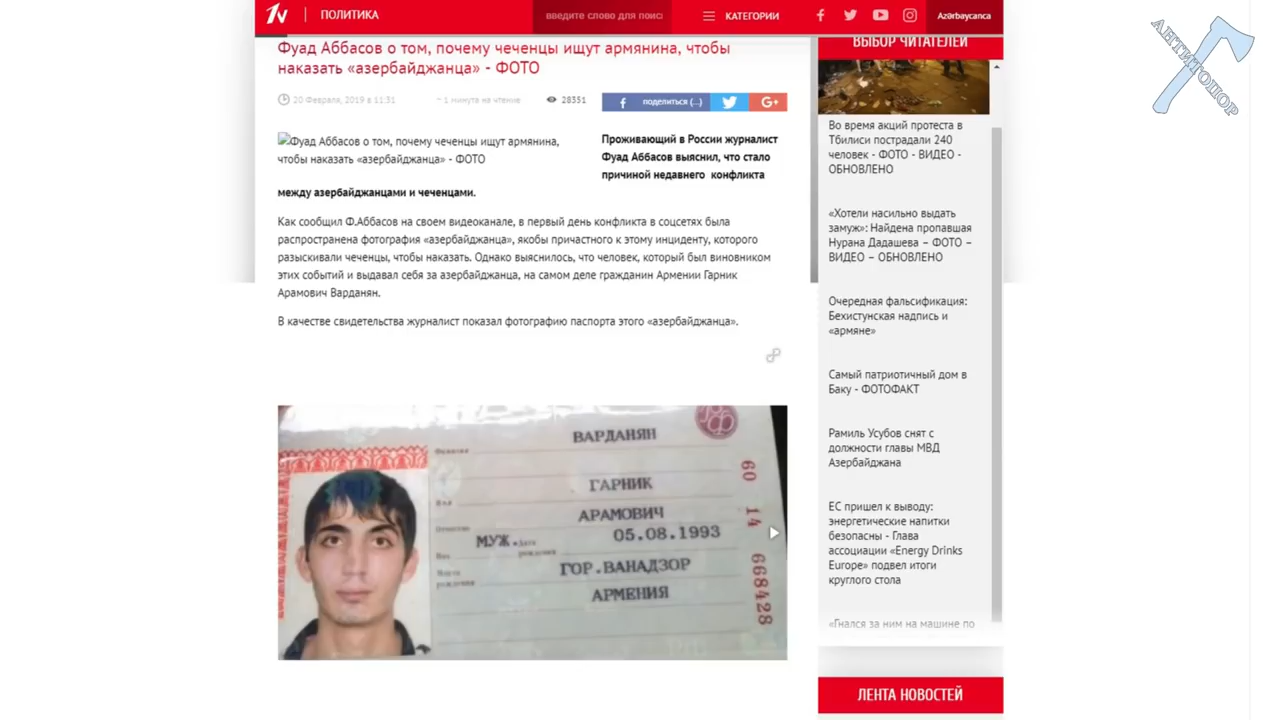 1v
ПОЛИТИКА
введите слово для поиск
КАТЕГОРИИ
Azərbaycanca
Фуад Аббасов о том, почему чеченцы ищут армянина, чтобы
наказать «азербайджанца» - ФОТО
20 Февраля, 2019 в 11:31
~ 1 минута на чтение
28351
поделиться (...)
G+
Фуад Аббасов о том, почему чеченцы ищут армянина,
чтобы наказать «азербайджанца» - ФОТО
Проживающий в России журналист
Фуад Аббасов выяснил, что стало
причиной недавнего конфликта
между азербайджанцами и чеченцами.
Как сообщил Ф.Аббасов на своем видеоканале, в первый день конфликта в соцсетях была
распространена фотография «азербайджанца», якобы причастного к этому инциденту, которого
разыскивали чеченцы, чтобы наказать. Однако выяснилось, что человек, который был виновником
этих событий и выдавал себя за азербайджанца, на самом деле гражданин Армении Гарник
Арамович Варданян.
В качестве свидетельства журналист показал фотографию паспорта этого «азербайджанца».
ВАРДАНЯН
ГАРНИК
АРАМОВИЧ
МУЖ. 05.08.1993
ГОР.ВАНАДЗОР
АРМЕНИЯ
60 14 668428
ВЫБОР ЧИТАТЕЛЕЙ
Во время акций протеста в
Тбилиси пострадали 240
человек - ФОТО - ВИДЕО -
ОБНОВЛЕНО
«Хотели насильно выдать
замуж»: Найдена пропавшая
Нурана Дадашева – ФОТО –
ВИДЕО – ОБНОВЛЕНО
Очередная фальсификация:
Бехистунская надпись и
«армяне»
Самый патриотичный дом в
Баку - ФОТОФАКТ
Рамиль Усубов снят с
должности главы МВД
Азербайджана
ЕС пришел к выводу:
энергетические напитки
безопасны - Глава
ассоциации «Energy Drinks
Europe» подвел итоги
круглого стола
«Гнался за ним на машине по
ЛЕНТА НОВОСТЕЙ
АНТИТОПОР